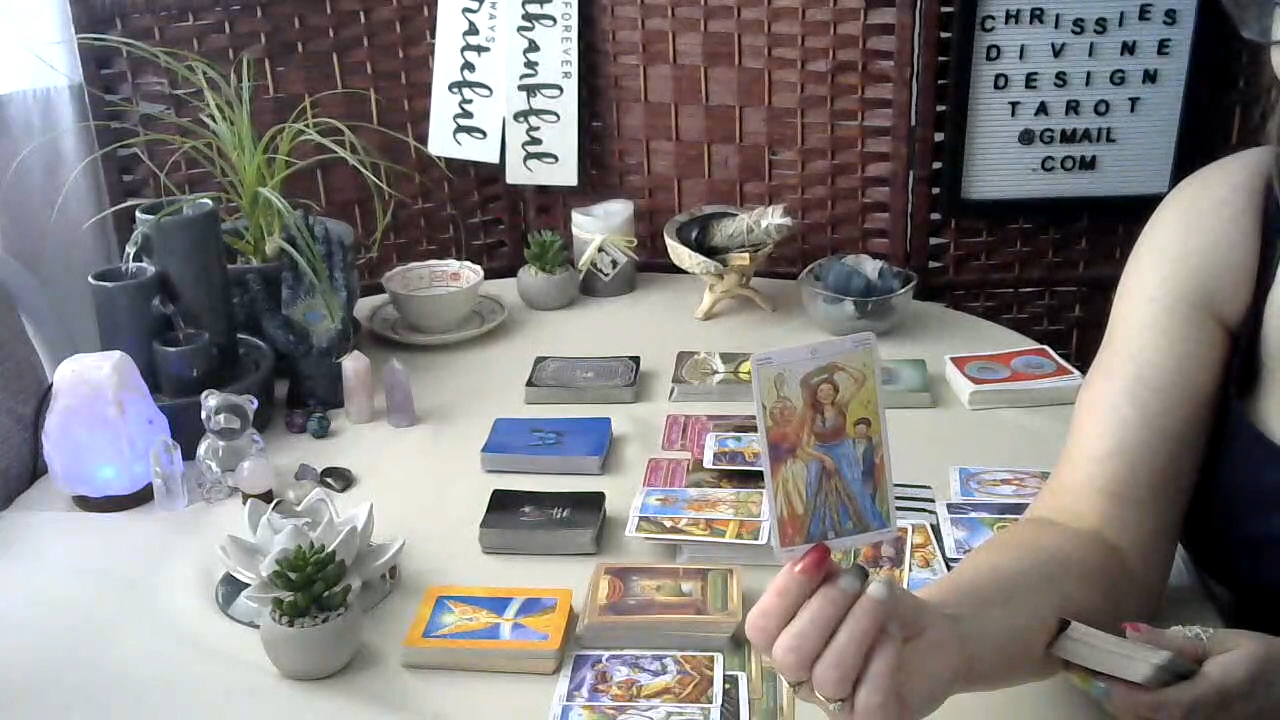 ALWAYS
grateful
FOREVER
thankful
CHRISSIES
DIVINE
DESIGN
TAROT
@GMAIL
.COM